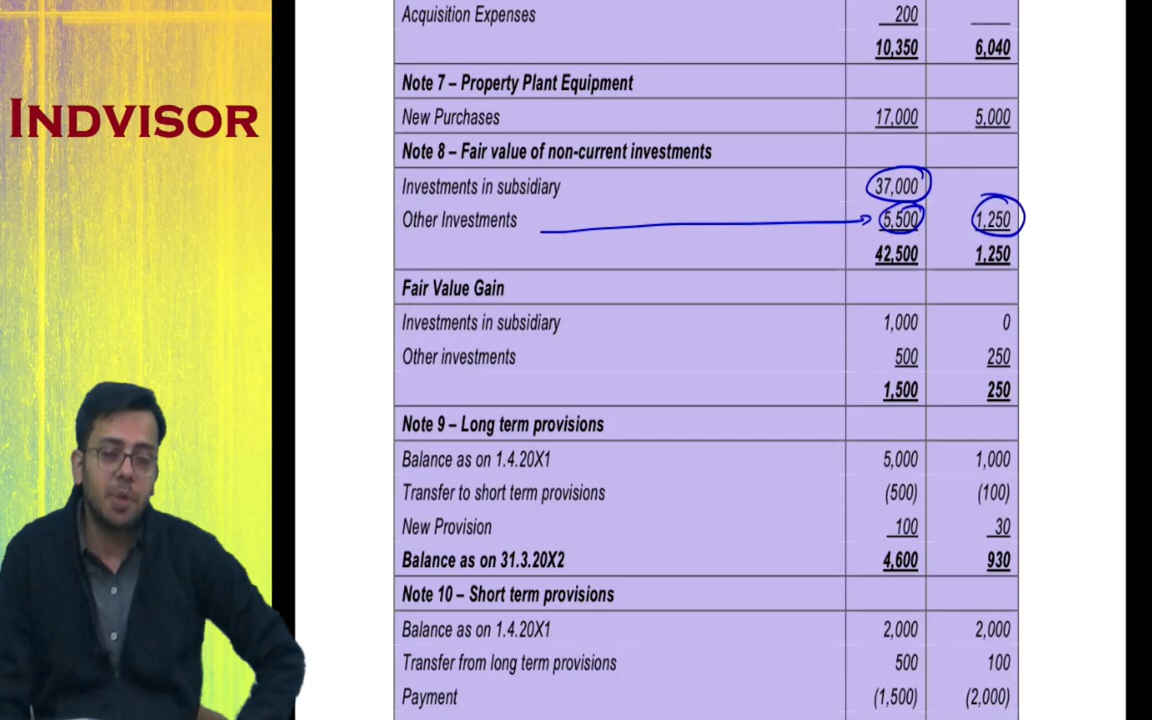 INDVISOR
Acquisition Expenses 200
10,350 6,040
Note 7 – Property Plant Equipment
New Purchases 17,000 5,000
Note 8 – Fair value of non-current investments
Investments in subsidiary 37,000
Other Investments 5,500 1,250
42,500 1,250
Fair Value Gain
Investments in subsidiary 1,000 0
Other investments 500 250
1,500 250
Note 9 – Long term provisions
Balance as on 1.4.20X1 5,000 1,000
Transfer to short term provisions (500) (100)
New Provision 100 30
Balance as on 31.3.20X2 4,600 930
Note 10 – Short term provisions
Balance as on 1.4.20X1 2,000 2,000
Transfer from long term provisions 500 100
Payment (1,500) (2,000)